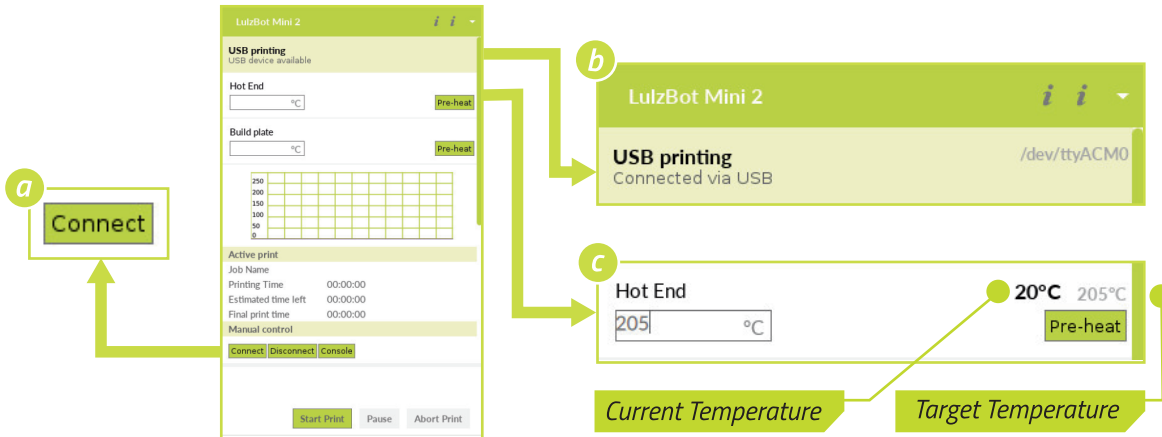 a
Connect
LulzBot Mini 2 i i
USB printing
USB device available
Hot End
°C Pre-heat
Build plate
°C Pre-heat
250
200
150
100
50
0
Active print
Job Name
Printing Time 00:00:00
Estimated time left 00:00:00
Final print time 00:00:00
Manual control
Connect Disconnect Console
Start Print Pause Abort Print
b
LulzBot Mini 2 i i
USB printing /dev/ttyACM0
Connected via USB
c
Hot End 20°C 205°C
205 °C Pre-heat
Current Temperature Target Temperature